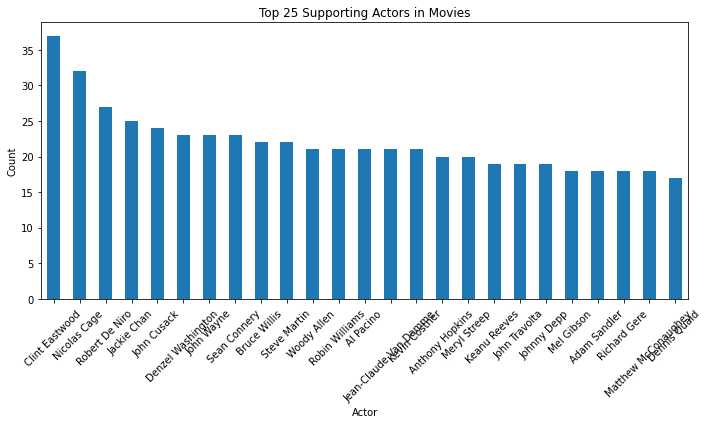 Top 25 Supporting Actors in Movies
Count
35
30
25
20
15
10
5
0
Clint Eastwood
Nicolas Cage
Robert De Niro
Jackie Chan
John Cusack
Denzel Washington
John Wayne
Sean Connery
Bruce Willis
Steve Martin
Woody Allen
Robin Williams
Al Pacino
Jean-Claude Van Damme
Kevin Costner
Anthony Hopkins
Meryl Streep
Keanu Reeves
John Travolta
Johnny Depp
Mel Gibson
Adam Sandler
Richard Gere
Matthew McConaughey
Dennis Quaid
Actor